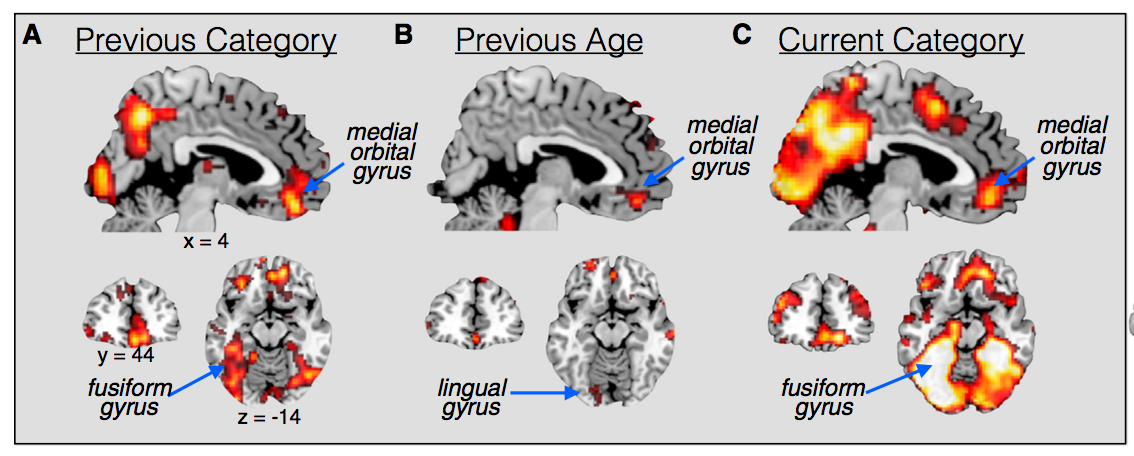 A Previous Category
medial
orbital
gyrus
x = 4
y = 44
fusiform
gyrus
z = -14
B Previous Age
medial
orbital
gyrus
lingual
gyrus
C Current Category
medial
orbital
gyrus
fusiform
gyrus